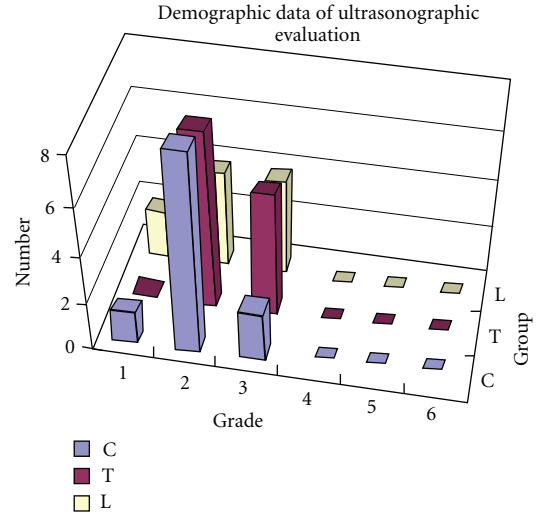 Demographic data of ultrasonographic
evaluation
8
6
4
2
0
Number
1 2 3 4 5 6
Grade
L
T
C
Group
C
T
L